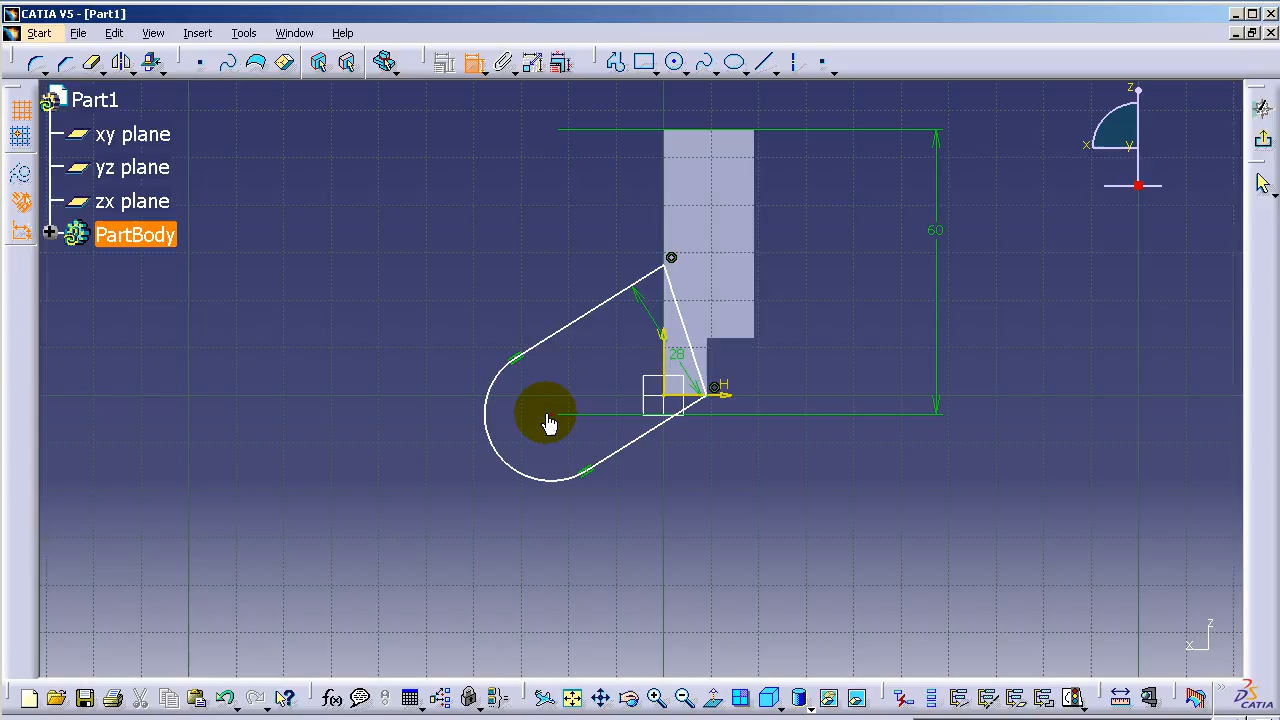 CATIA V5 - [Part1]
Start File Edit View Insert Tools Window Help
Part1
xy plane
yz plane
zx plane
PartBody
z
x
y
60
V
28
H
z
x
f(x)
CATIA